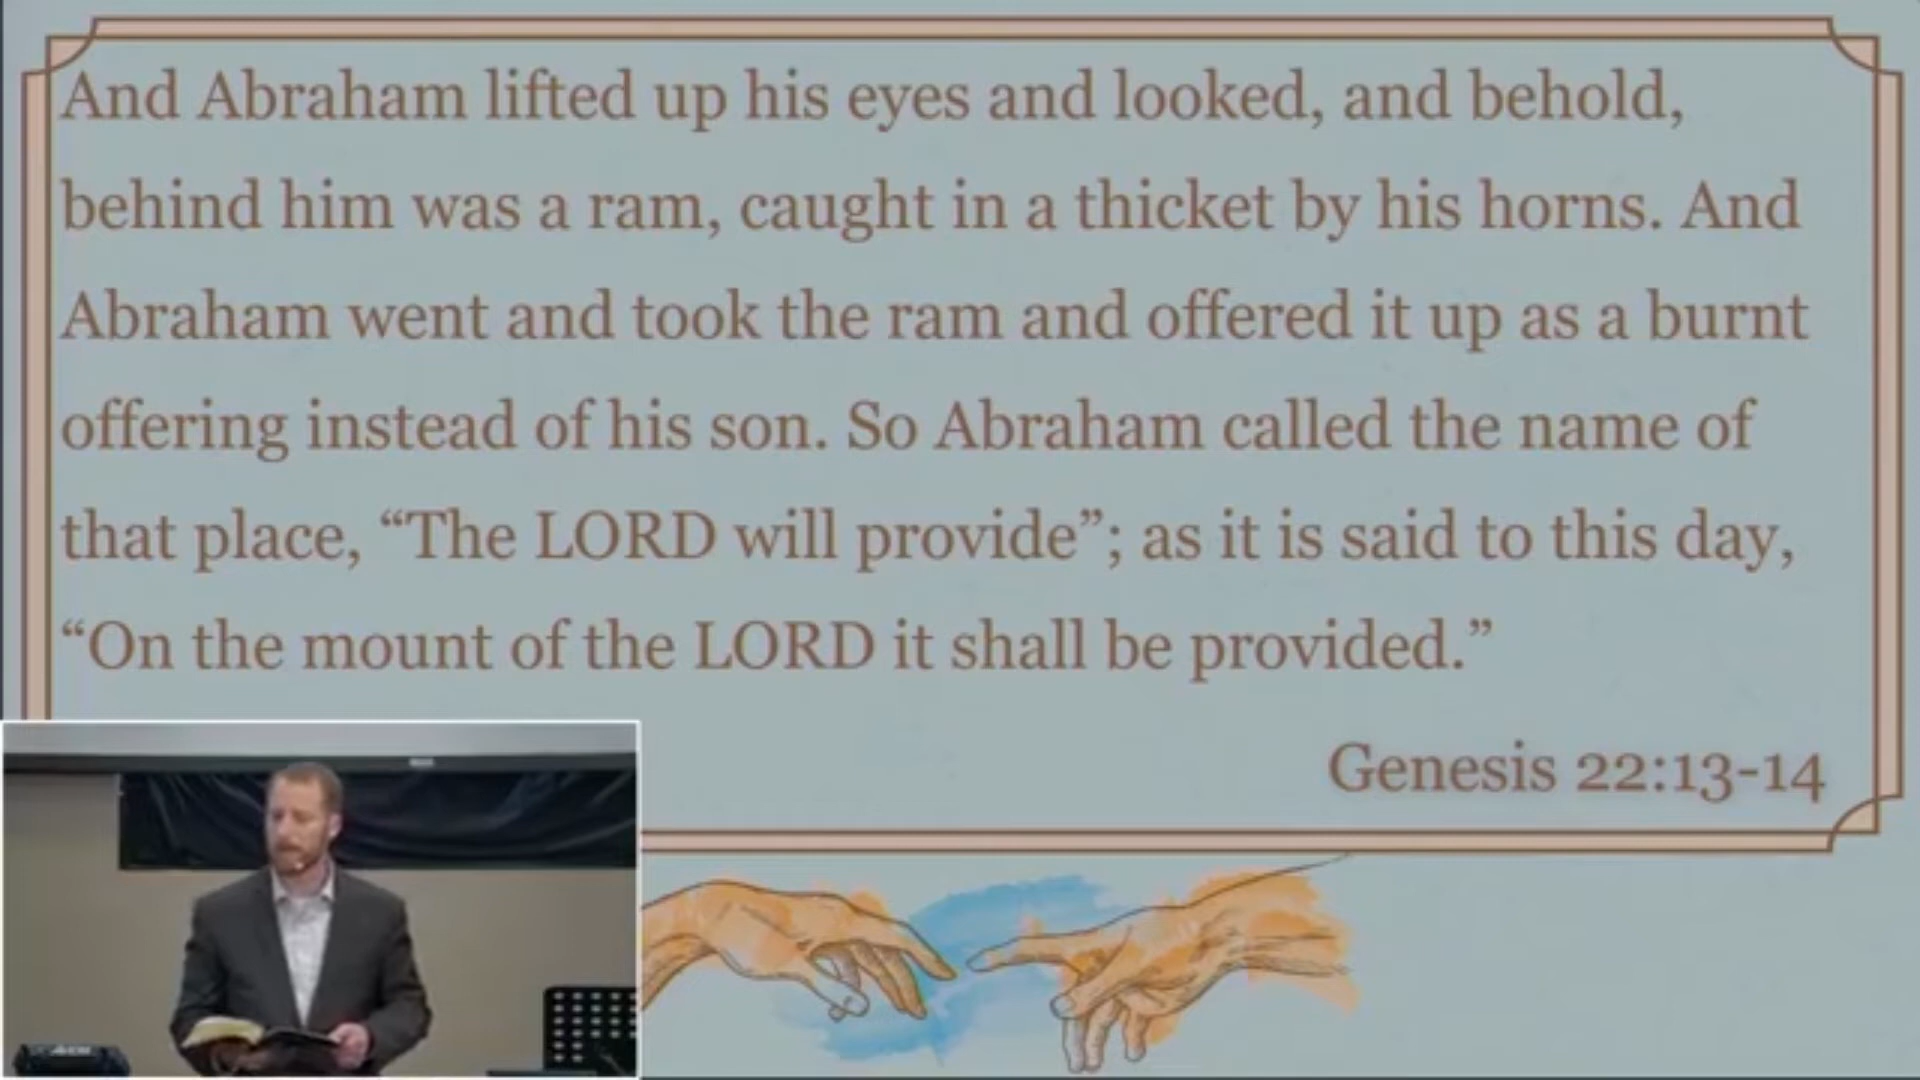 And Abraham lifted up his eyes and looked, and behold,
behind him was a ram, caught in a thicket by his horns. And
Abraham went and took the ram and offered it up as a burnt
offering instead of his son. So Abraham called the name of
that place, “The LORD will provide”; as it is said to this day,
“On the mount of the LORD it shall be provided.”
Genesis 22:13-14